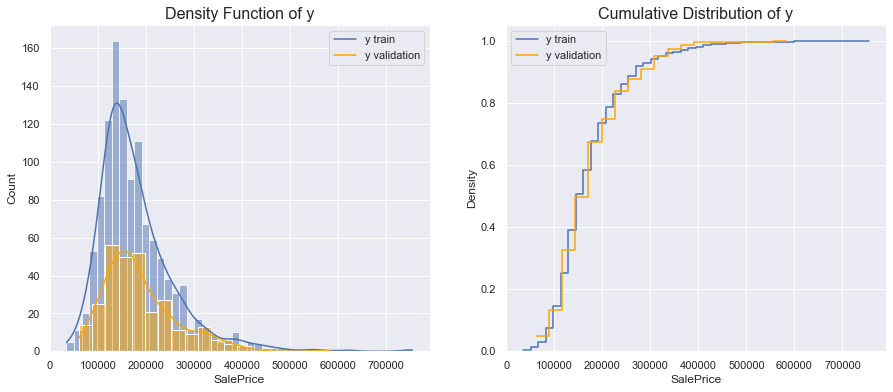 Density Function of y
y train
y validation
160
140
120
100
80
60
40
20
0
Count
0 100000 200000 300000 400000 500000 600000 700000
SalePrice
Cumulative Distribution of y
y train
y validation
1.0
0.8
0.6
0.4
0.2
0.0
Density
0 100000 200000 300000 400000 500000 600000 700000
SalePrice